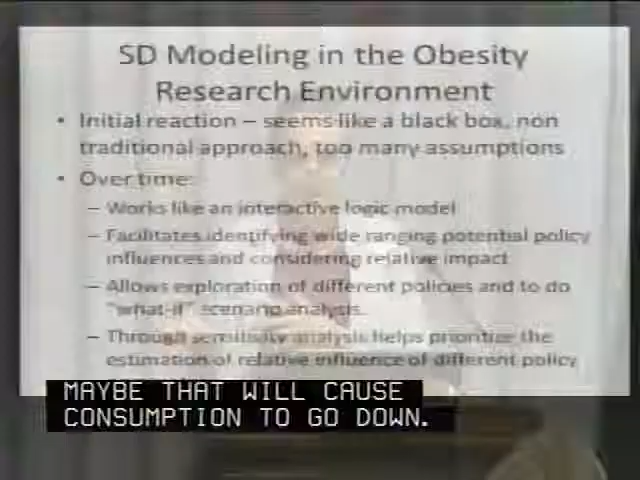 SD Modeling in the Obesity
Research Environment
• Initial reaction – seems like a black box, non
traditional approach, too many assumptions
• Over time:
– Works like an interactive logic model
– Facilitates identifying wide ranging potential policy
influences and considering relative impact
– Allows exploration of different policies and to do
"what-if" scenario analysis.
– Through sensitivity analysis helps prioritize the
estimation of relative influence of different policy
MAYBE THAT WILL CAUSE
CONSUMPTION TO GO DOWN.